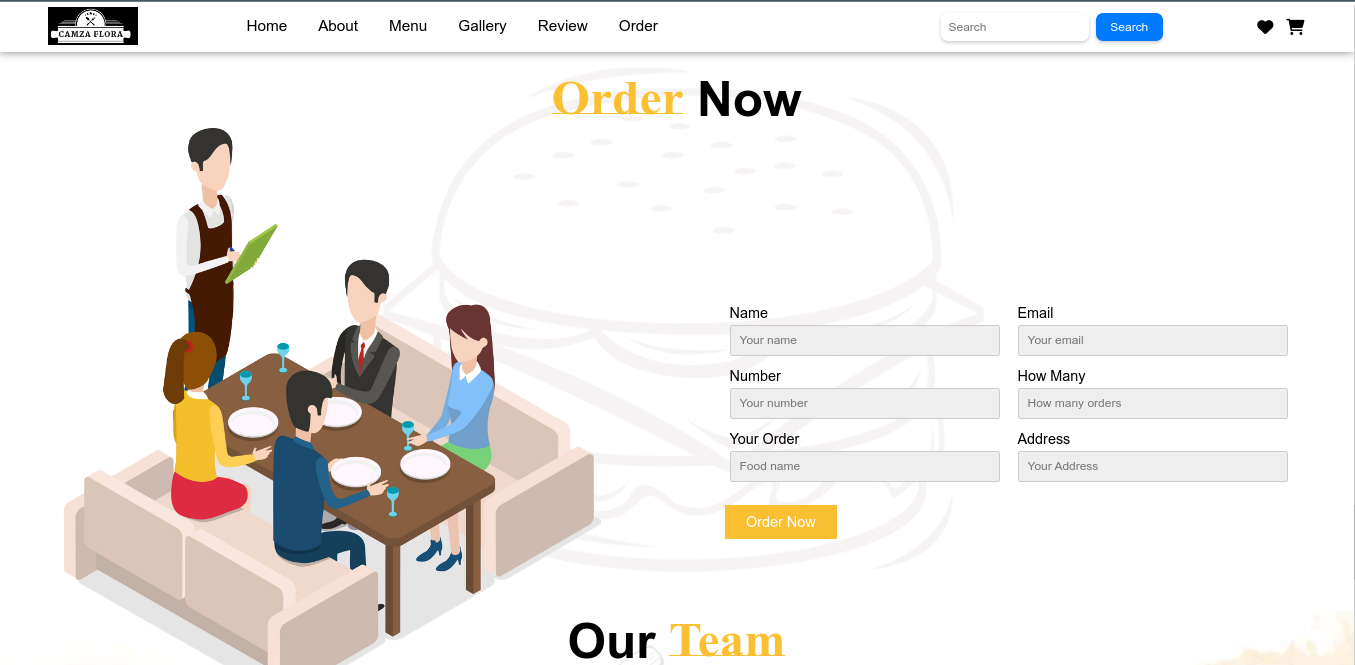 CAMZA FLORA
Home About Menu Gallery Review Order
Search Search
Order Now
Name Email
Your name Your email
Number How Many
Your number How many orders
Your Order Address
Food name Your Address
Order Now
Our Team